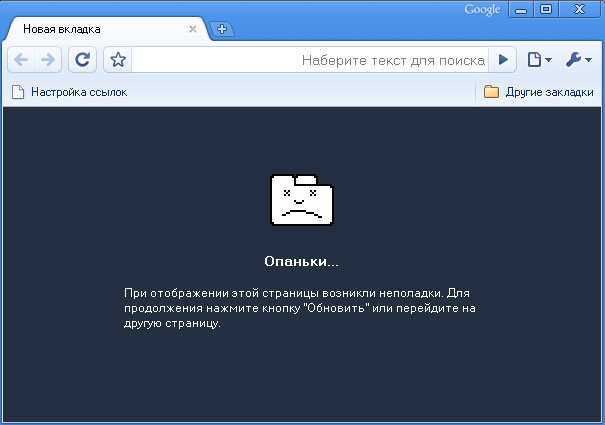 Google
Новая вкладка
Наберите текст для поиска
Настройка ссылок
Другие закладки
Опаньки...
При отображении этой страницы возникли неполадки. Для
продолжения нажмите кнопку "Обновить" или перейдите на
другую страницу.